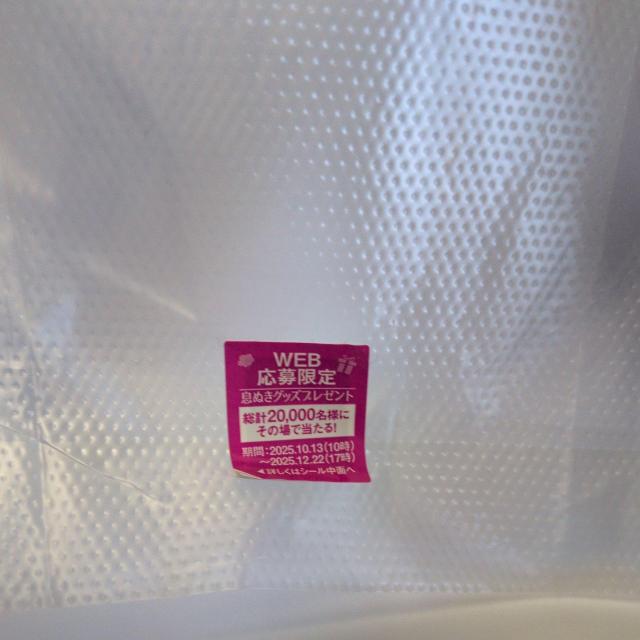 WEB
応募限定
息ぬきグッズプレゼント
総計20,000名様に
その場で当たる!
期間:2025.10.13(10時)
~2025.12.22(17時)
詳しくはシール中面へ